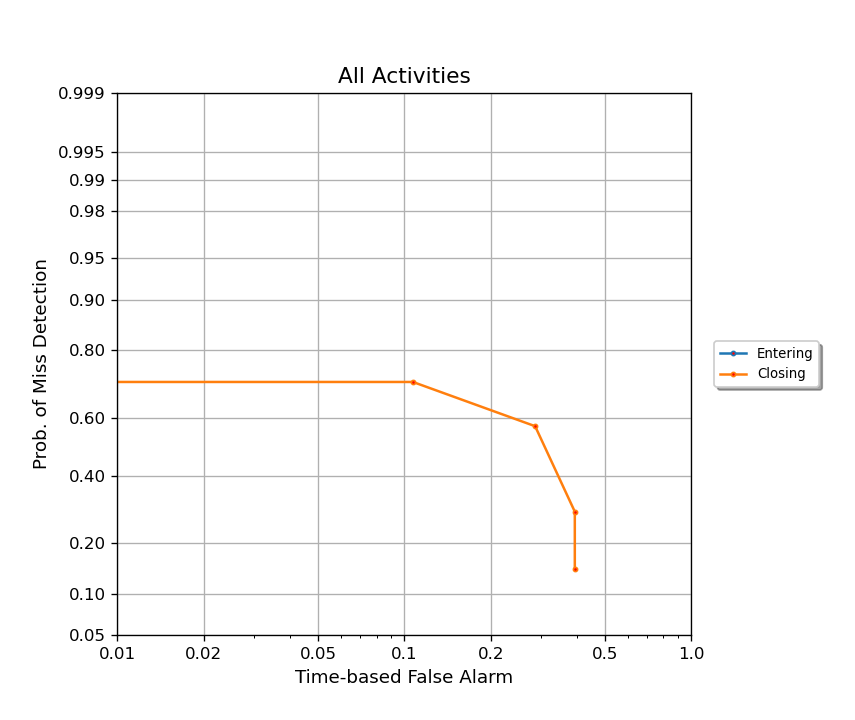 All Activities
0.999
0.995
0.99
0.98
0.95
0.90
0.80
0.60
0.40
0.20
0.10
0.05
Prob. of Miss Detection
0.01 0.02 0.05 0.1 0.2 0.5 1.0
Time-based False Alarm
Entering
Closing